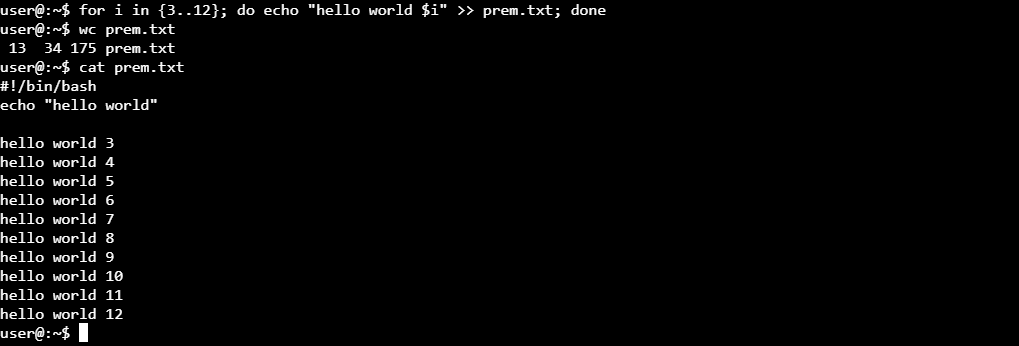 user@:~$ for i in {3..12}; do echo "hello world $i" >> prem.txt; done
user@:~$ wc prem.txt
 13  34 175 prem.txt
user@:~$ cat prem.txt
#!/bin/bash
echo "hello world"

hello world 3
hello world 4
hello world 5
hello world 6
hello world 7
hello world 8
hello world 9
hello world 10
hello world 11
hello world 12
user@:~$